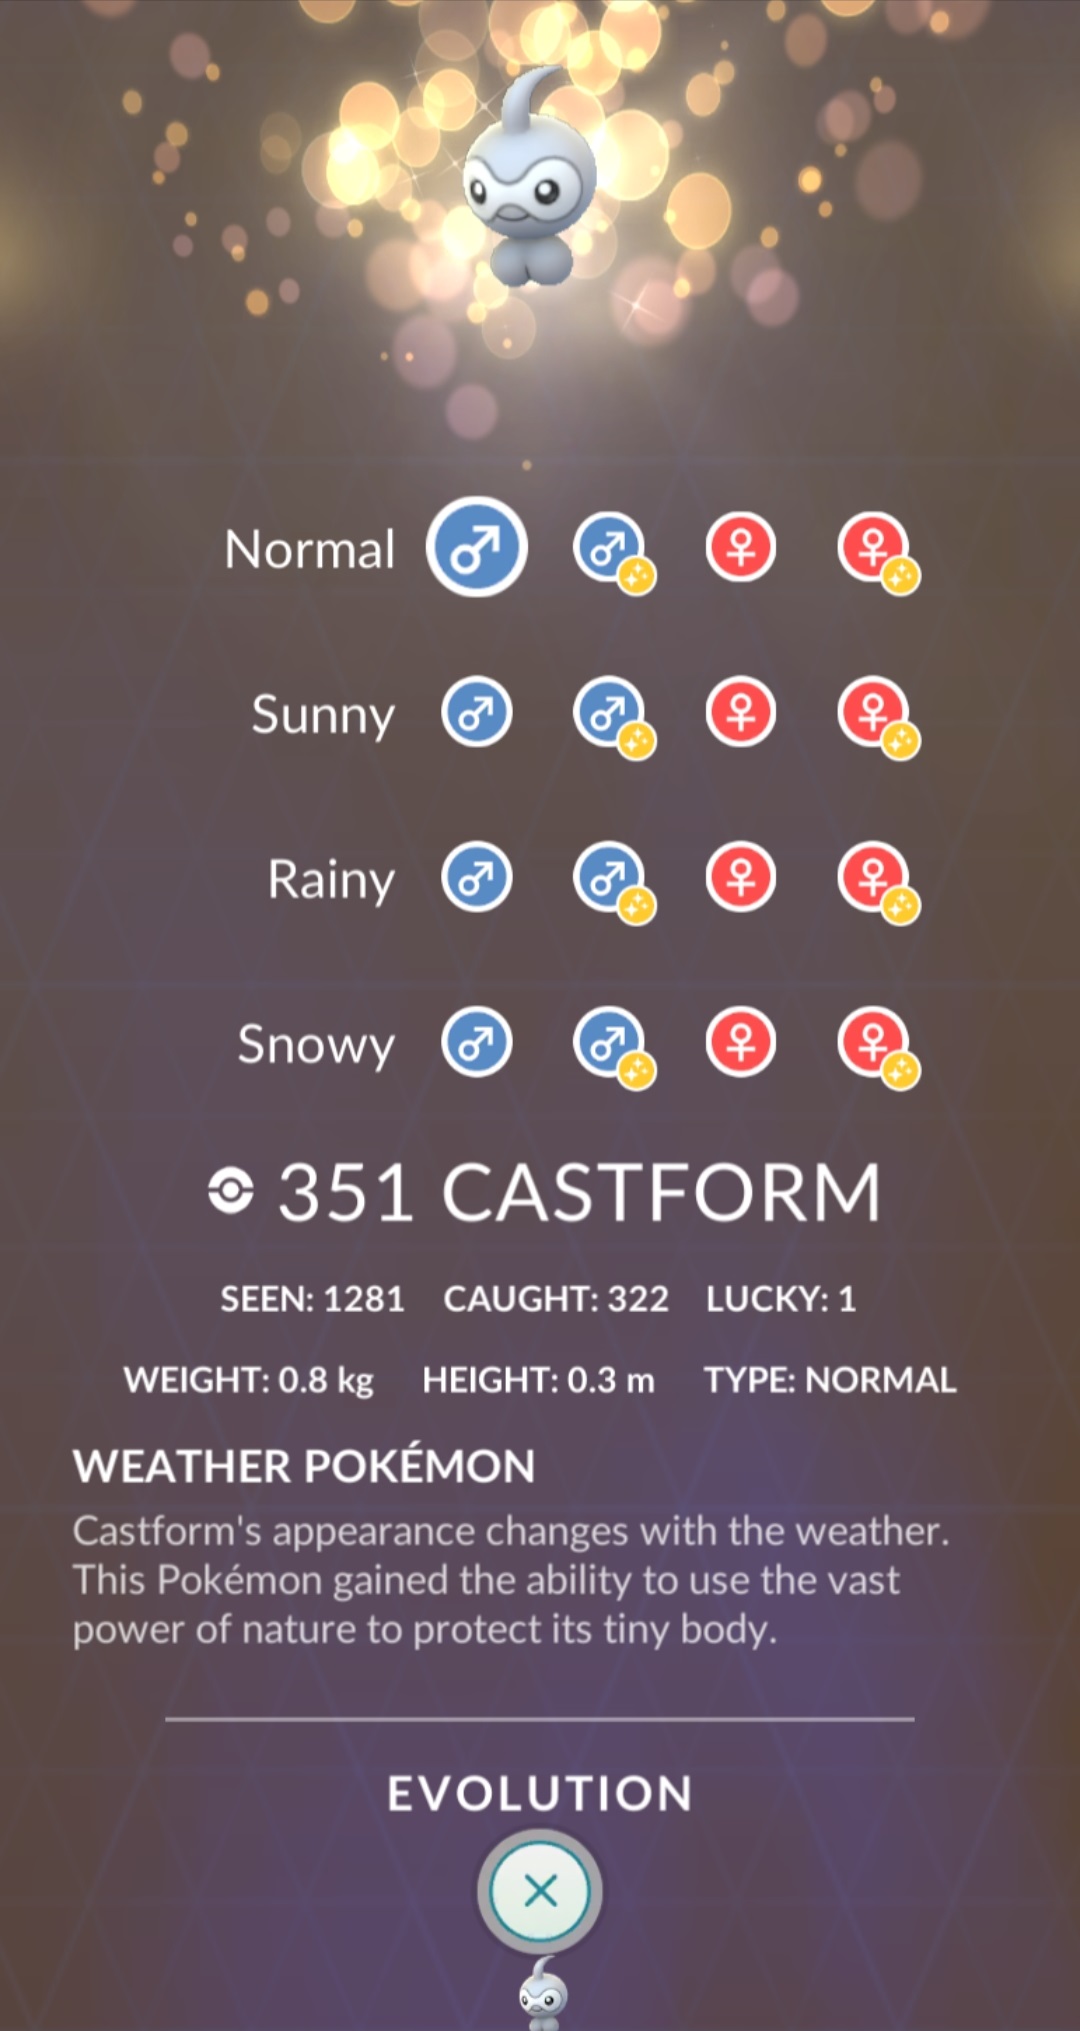 Normal
Sunny
Rainy
Snowy
351 CASTFORM
SEEN: 1281 CAUGHT: 322 LUCKY: 1
WEIGHT: 0.8 kg HEIGHT: 0.3 m TYPE: NORMAL
WEATHER POKÉMON
Castform's appearance changes with the weather.
This Pokémon gained the ability to use the vast
power of nature to protect its tiny body.
EVOLUTION